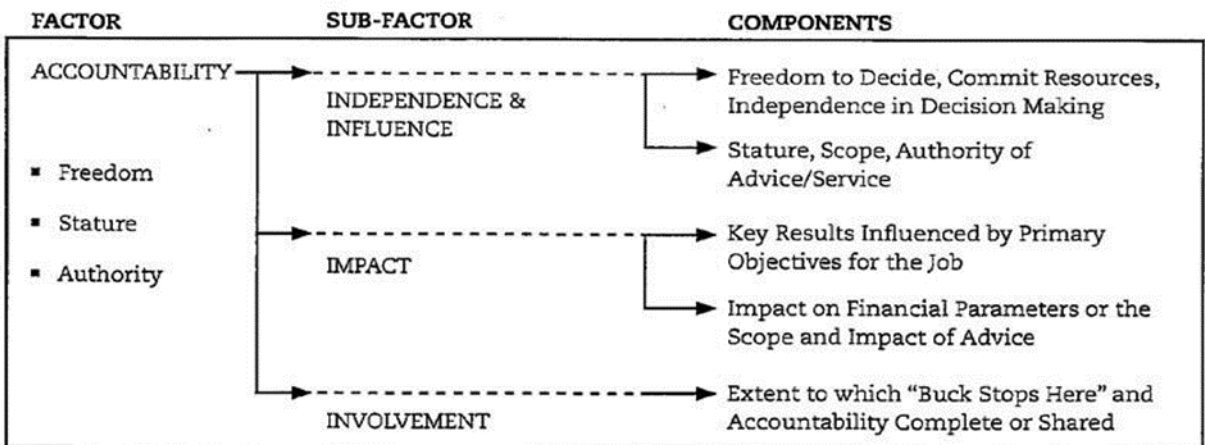 FACTOR SUB-FACTOR COMPONENTS
ACCOUNTABILITY
INDEPENDENCE &
INFLUENCE
Freedom to Decide, Commit Resources,
Independence in Decision Making
Stature, Scope, Authority of
Advice/Service
▪ Freedom
▪ Stature
▪ Authority
IMPACT
Key Results Influenced by Primary
Objectives for the Job
Impact on Financial Parameters or the
Scope and Impact of Advice
INVOLVEMENT
Extent to which “Buck Stops Here” and
Accountability Complete or Shared